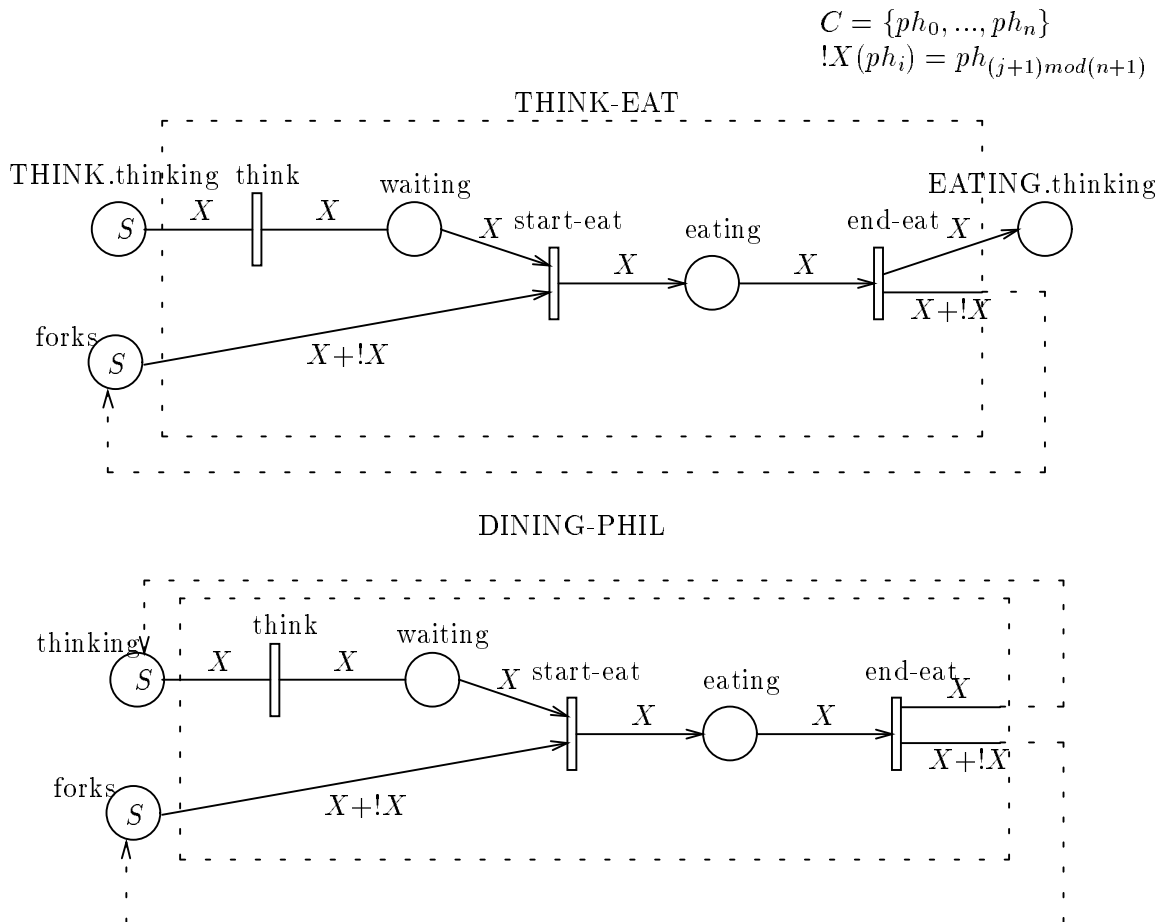 C = {ph_0, ..., ph_n}
!X(ph_i) = ph_{(j+1)mod(n+1)}
THINK-EAT
THINK.thinking think waiting EATING.thinking
start-eat eating end-eat X
S X X X
X X
forks X+!X
S X+!X
DINING-PHIL
think
thinking waiting
X X X start-eat eating end-eat
S X
X X
forks X+!X
S X+!X